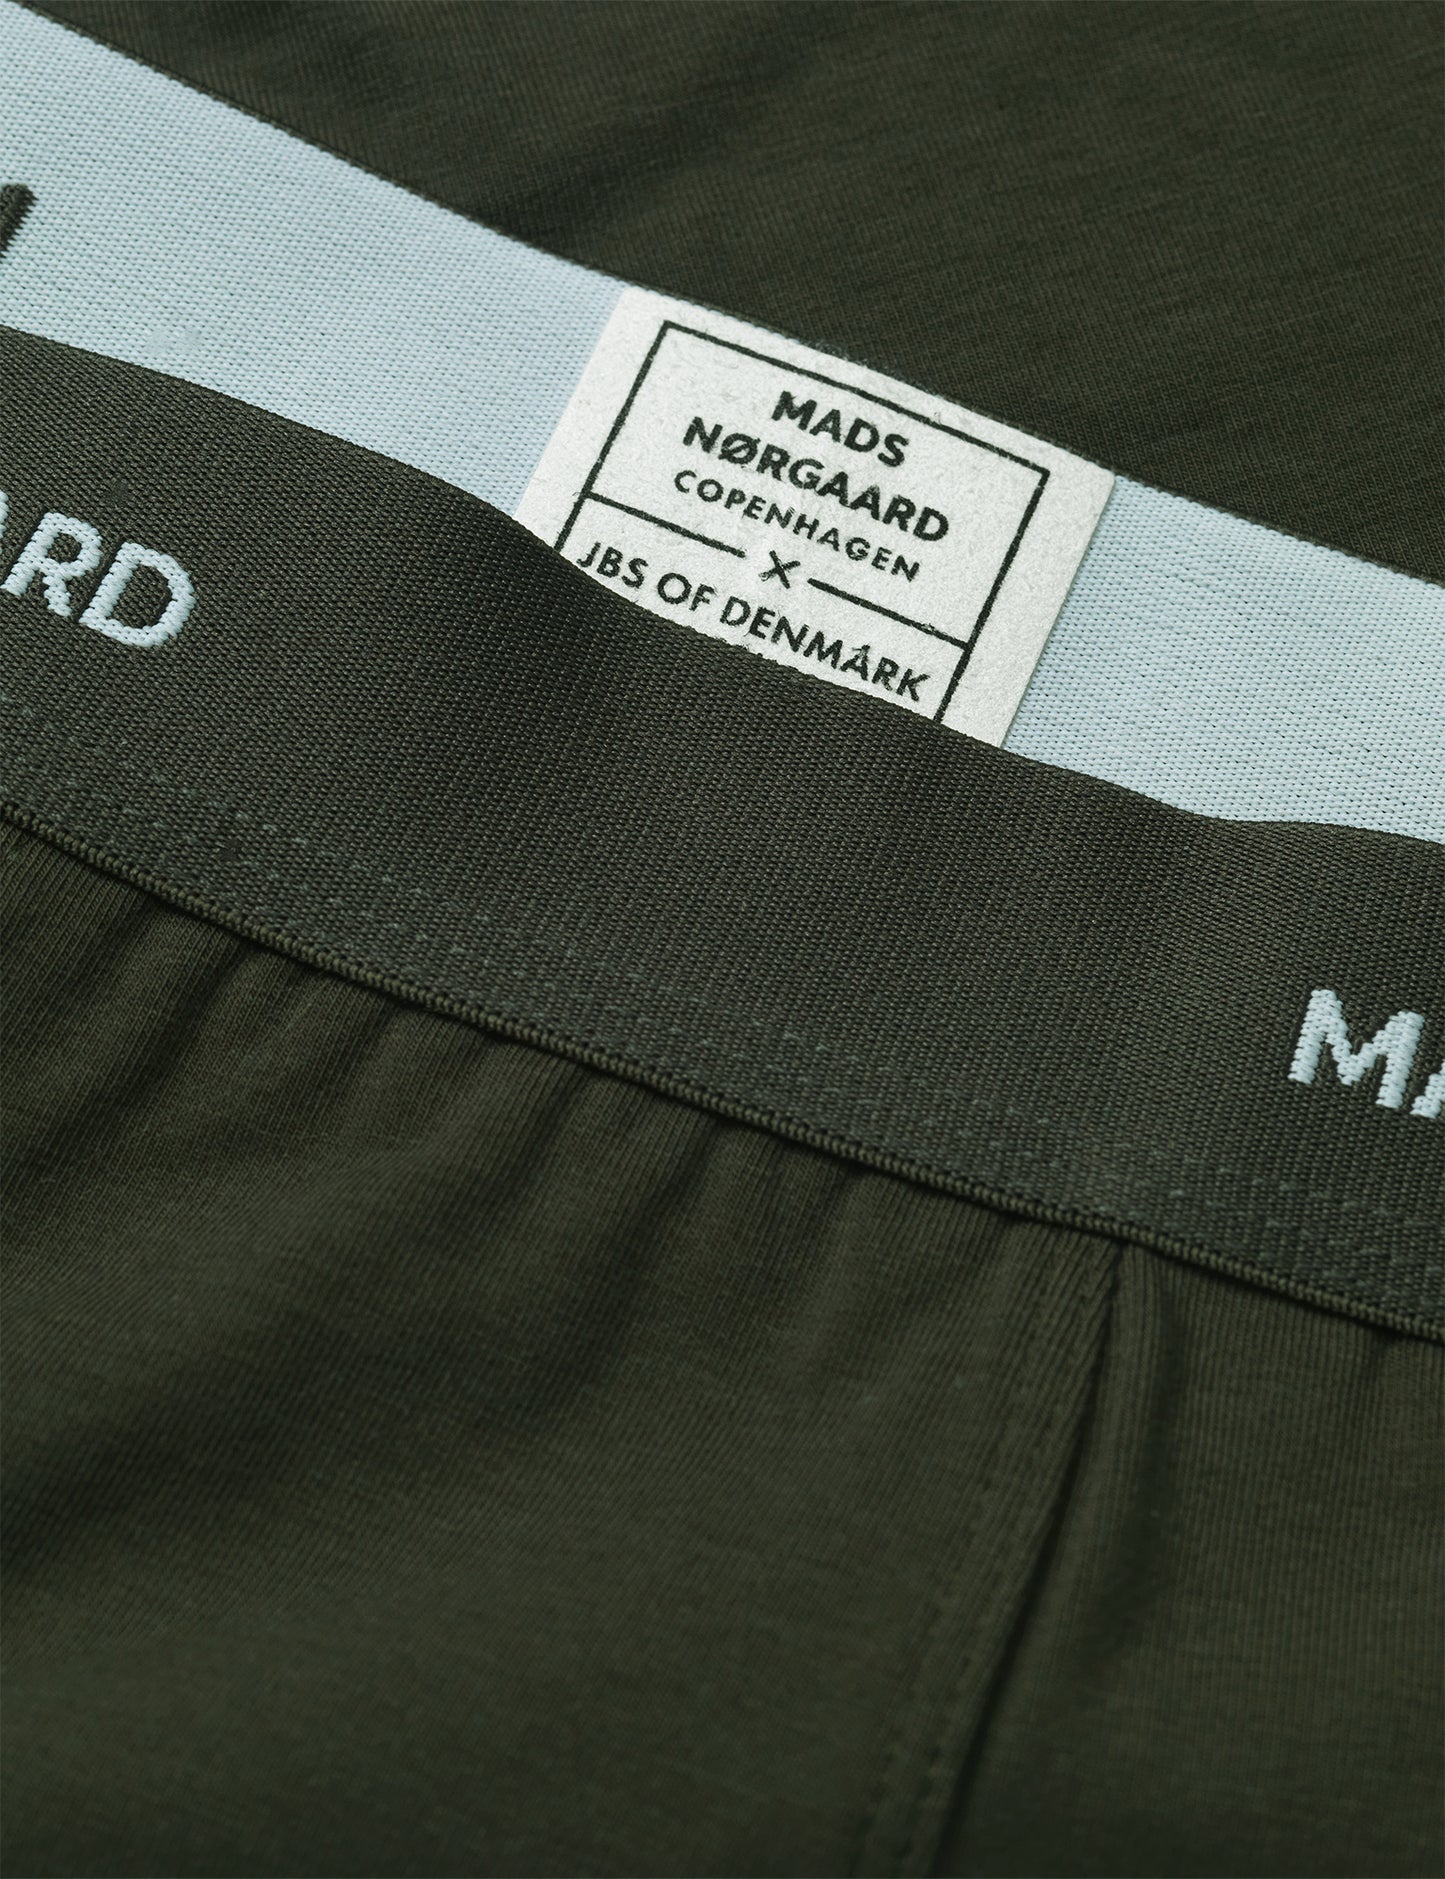 MADS
NØRGAARD
COPENHAGEN
X
JBS OF DENMARK
ARD
MA